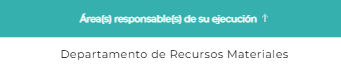 Área(s) responsable(s) de su ejecución ↑
Departamento de Recursos Materiales